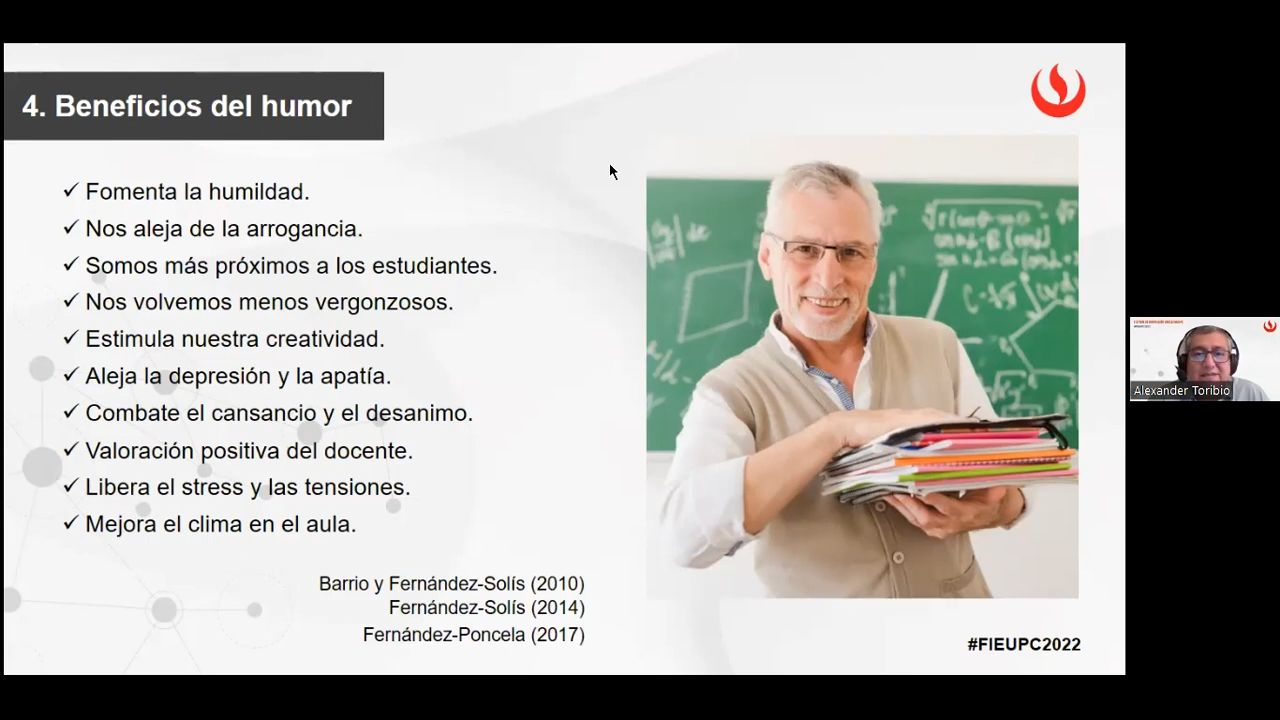 4. Beneficios del humor
✓ Fomenta la humildad.
✓ Nos aleja de la arrogancia.
✓ Somos más próximos a los estudiantes.
✓ Nos volvemos menos vergonzosos.
✓ Estimula nuestra creatividad.
✓ Aleja la depresión y la apatía.
✓ Combate el cansancio y el desanimo.
✓ Valoración positiva del docente.
✓ Libera el stress y las tensiones.
✓ Mejora el clima en el aula.
Barrio y Fernández-Solís (2010)
Fernández-Solís (2014)
Fernández-Poncela (2017)
#FIEUPC2022
Alexander Toribio